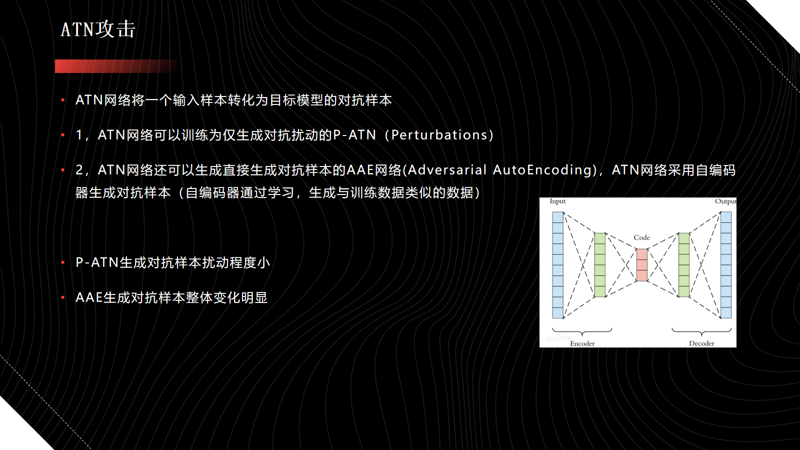 ATN攻击
• ATN网络将一个输入样本转化为目标模型的对抗样本
• 1，ATN网络可以训练为仅生成对抗扰动的P-ATN（Perturbations）
• 2，ATN网络还可以生成直接生成对抗样本的AAE网络(Adversarial AutoEncoding)，ATN网络采用自编码
器生成对抗样本（自编码器通过学习，生成与训练数据类似的数据）
• P-ATN生成对抗样本扰动程度小
• AAE生成对抗样本整体变化明显
Input
Output
Code
Encoder
Decoder